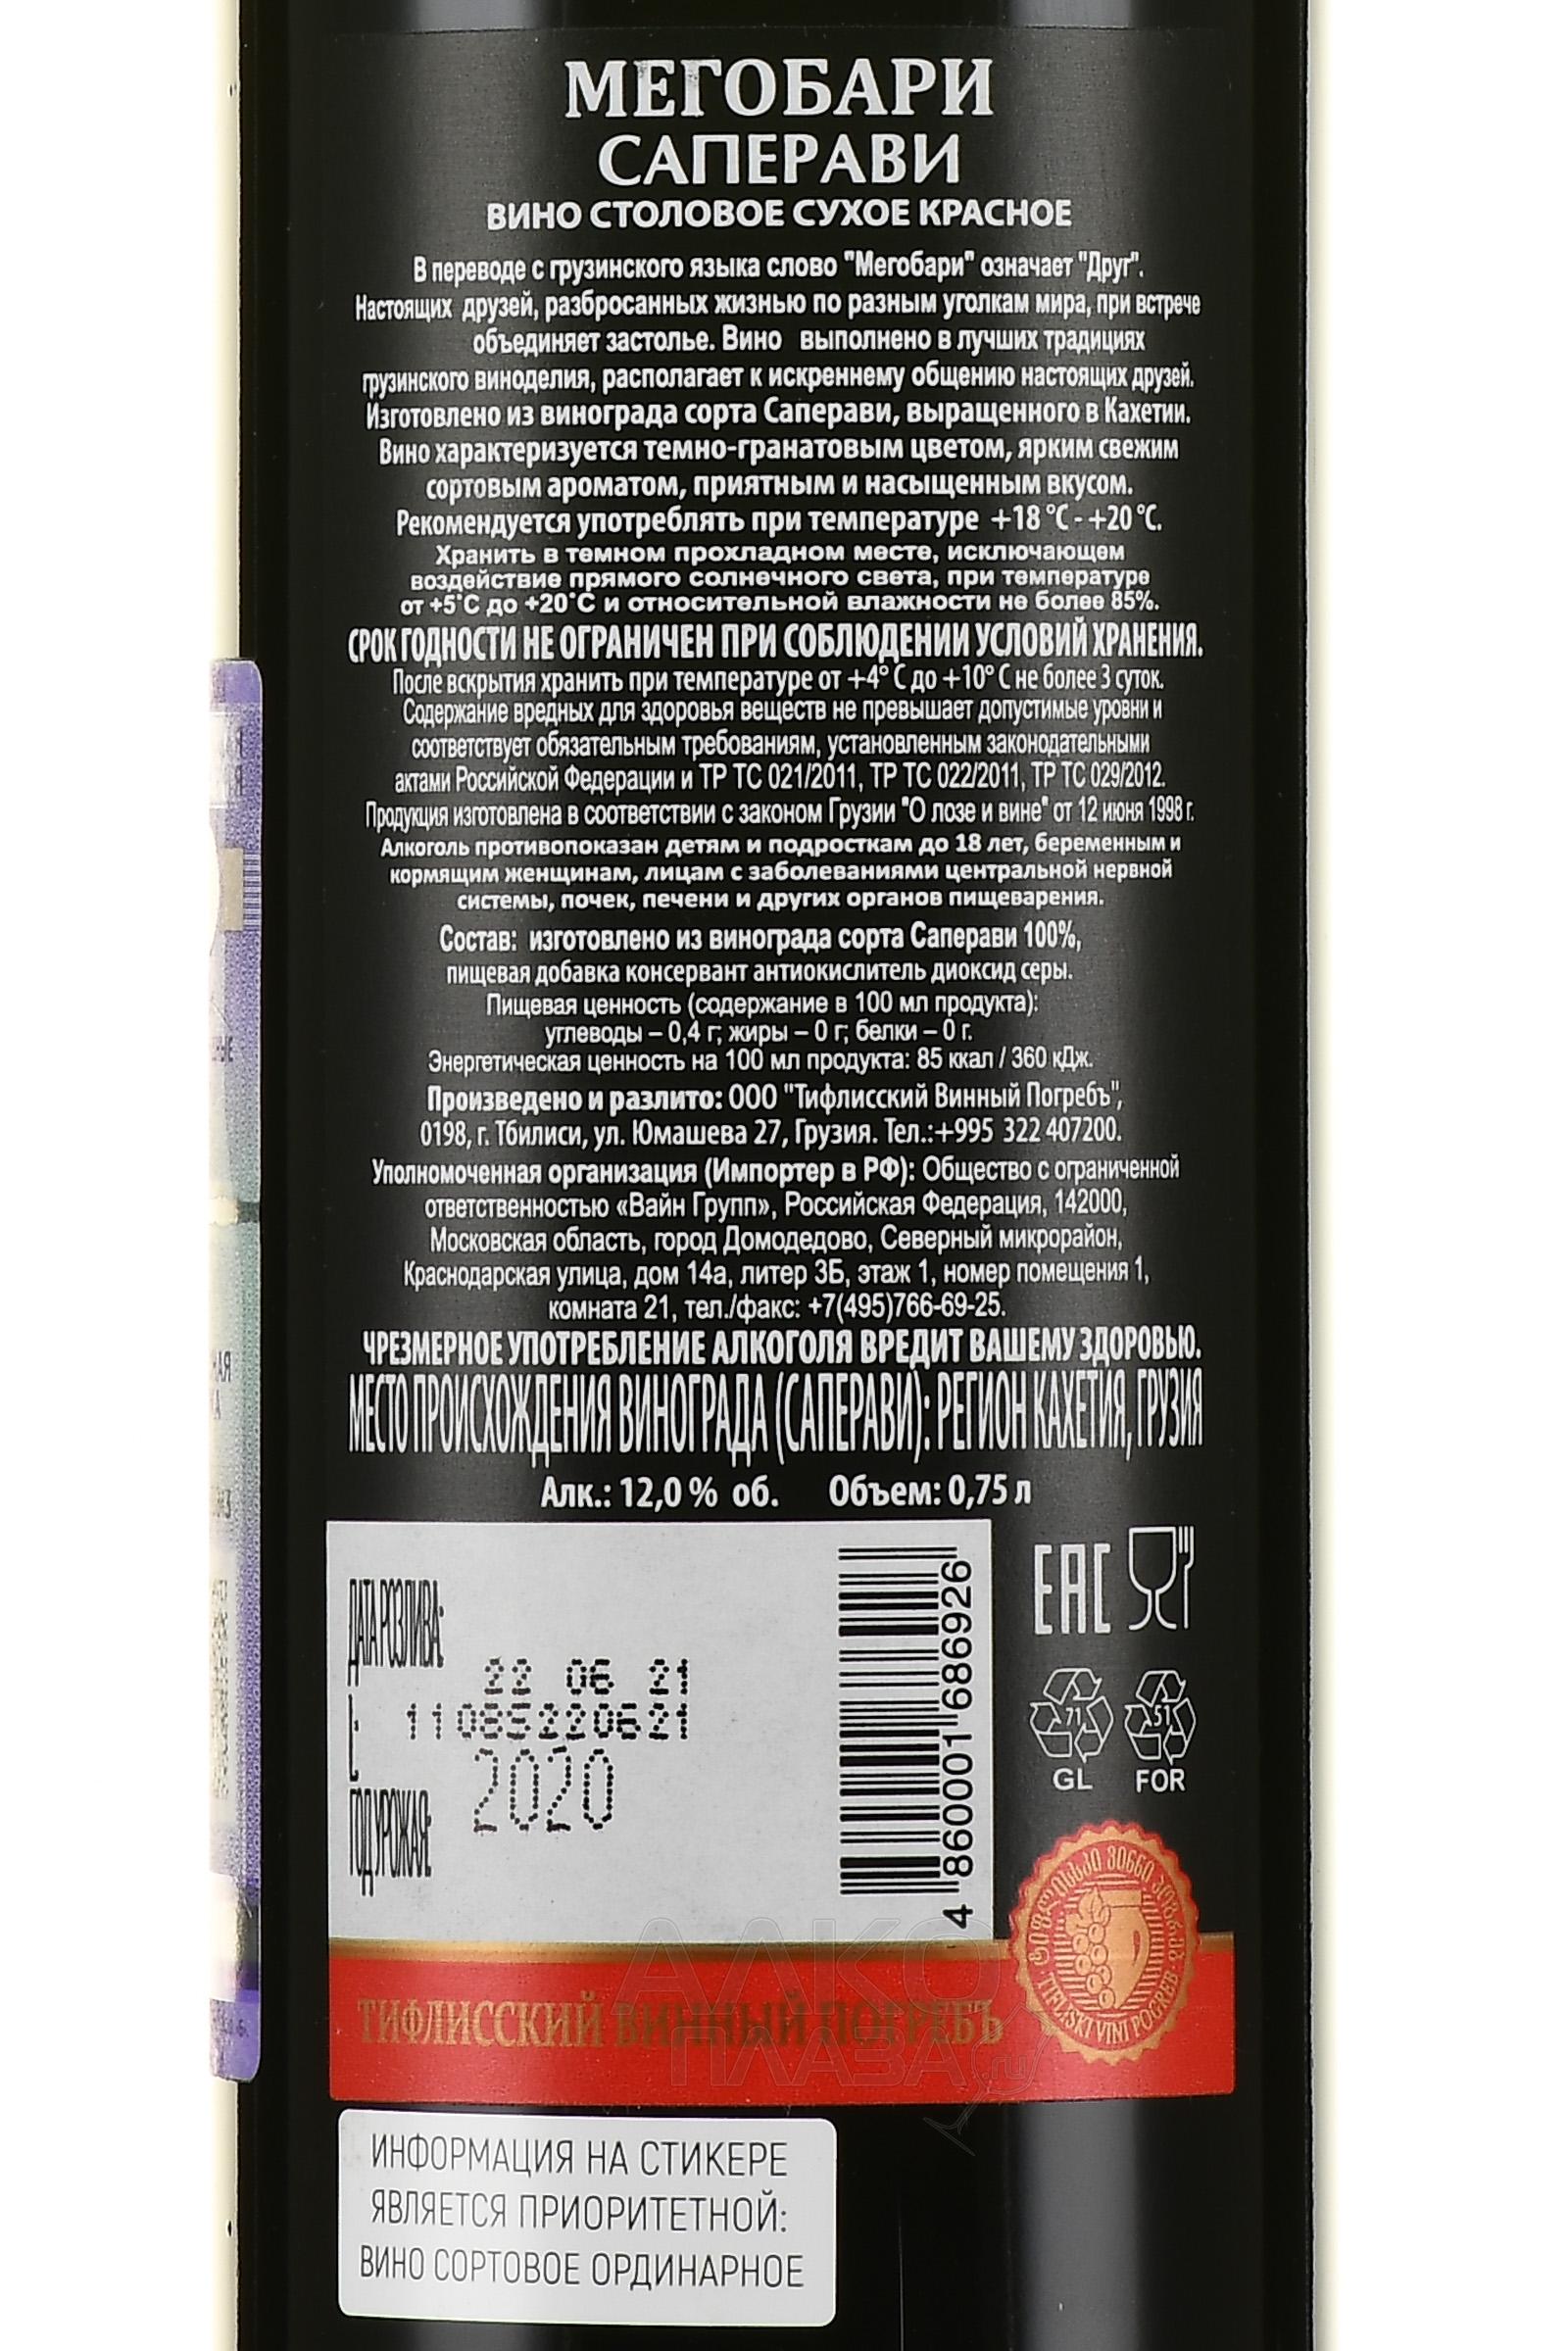 МЕГОБАРИ
САПЕРАВИ
ВИНО СТОЛОВОЕ СУХОЕ КРАСНОЕ
В переводе с грузинского языка слово "Мегобари" означает "Друг".
Настоящих друзей, разбросанных жизнью по разным уголкам мира, при встрече
объединяет застолье. Вино выполнено в лучших традициях
грузинского виноделия, располагает к искреннему общению настоящих друзей.
Изготовлено из винограда сорта Саперави, выращенного в Кахетии.
Вино характеризуется темно-гранатовым цветом, ярким свежим
сортовым ароматом, приятным и насыщенным вкусом.
Рекомендуется употреблять при температуре +18 °C - +20 °C.
Хранить в темном прохладном месте, исключающем
воздействие прямого солнечного света, при температуре
от +5°С до +20°С и относительной влажности не более 85%.
СРОК ГОДНОСТИ НЕ ОГРАНИЧЕН ПРИ СОБЛЮДЕНИИ УСЛОВИЙ ХРАНЕНИЯ.
После вскрытия хранить при температуре от +4° С до +10° С не более 3 суток.
Содержание вредных для здоровья веществ не превышает допустимые уровни и
соответствует обязательным требованиям, установленным законодательными
актами Российской Федерации и ТР ТС 021/2011, ТР ТС 022/2011, ТР ТС 029/2012.
Продукция изготовлена в соответствии с законом Грузии "О лозе и вине" от 12 июня 1998 г.
Алкоголь противопоказан детям и подросткам до 18 лет, беременным и
кормящим женщинам, лицам с заболеваниями центральной нервной
системы, почек, печени и других органов пищеварения.
Состав: изготовлено из винограда сорта Саперави 100%,
пищевая добавка консервант антиокислитель диоксид серы.
Пищевая ценность (содержание в 100 мл продукта):
углеводы – 0,4 г; жиры – 0 г; белки – 0 г.
Энергетическая ценность на 100 мл продукта: 85 ккал / 360 кДж.
Произведено и разлито: ООО "Тифлисский Винный Погребъ",
0198, г. Тбилиси, ул. Юмашева 27, Грузия. Тел.:+995 322 407200.
Уполномоченная организация (Импортер в РФ): Общество с ограниченной
ответственностью «Вайн Групп», Российская Федерация, 142000,
Московская область, город Домодедово, Северный микрорайон,
Краснодарская улица, дом 14а, литер 3Б, этаж 1, номер помещения 1,
комната 21, тел./факс: +7(495)766-69-25.
ЧРЕЗМЕРНОЕ УПОТРЕБЛЕНИЕ АЛКОГОЛЯ ВРЕДИТ ВАШЕМУ ЗДОРОВЬЮ.
МЕСТО ПРОИСХОЖДЕНИЯ ВИНОГРАДА (САПЕРАВИ): РЕГИОН КАХЕТИЯ, ГРУЗИЯ
Алк.: 12,0 % об. Объем: 0,75 л
ДАТА РОЗЛИВА:
22 06 21
L:
11085220621
ГОД УРОЖАЯ:
2020
4 860001 686926
EAC
71 51
GL FOR
TIFLISKI VINI POGREB
ТИФЛИССКИЙ ВИННЫЙ ПОГРЕБЪ
АЛКО
ПЛАЗА.ru
ИНФОРМАЦИЯ НА СТИКЕРЕ
ЯВЛЯЕТСЯ ПРИОРИТЕТНОЙ:
ВИНО СОРТОВОЕ ОРДИНАРНОЕ